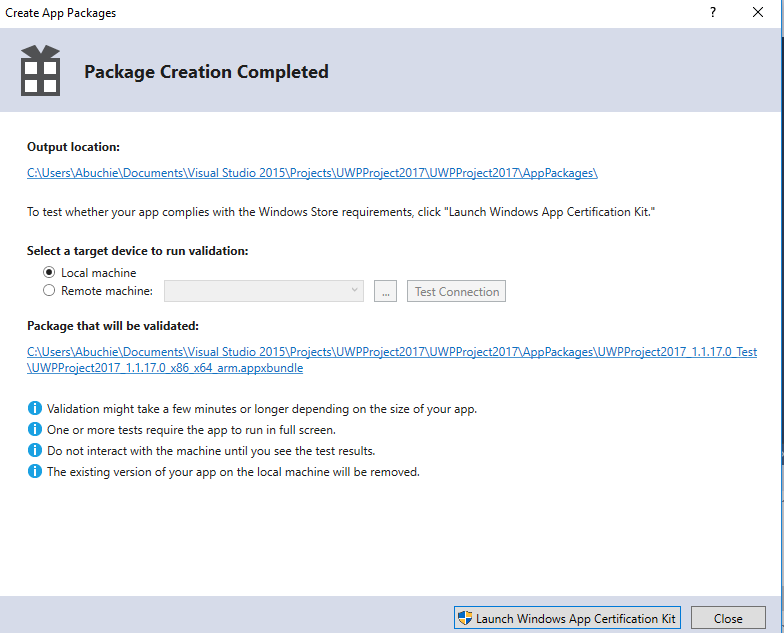 Create App Packages
?
Package Creation Completed
Output location:
C:\Users\Abuchie\Documents\Visual Studio 2015\Projects\UWPProject2017\UWPProject2017\AppPackages\
To test whether your app complies with the Windows Store requirements, click "Launch Windows App Certification Kit."
Select a target device to run validation:
Local machine
Remote machine:
...
Test Connection
Package that will be validated:
C:\Users\Abuchie\Documents\Visual Studio 2015\Projects\UWPProject2017\UWPProject2017\AppPackages\UWPProject2017_1.1.17.0_Test
\UWPProject2017_1.1.17.0_x86_x64_arm.appxbundle
Validation might take a few minutes or longer depending on the size of your app.
One or more tests require the app to run in full screen.
Do not interact with the machine until you see the test results.
The existing version of your app on the local machine will be removed.
Launch Windows App Certification Kit
Close